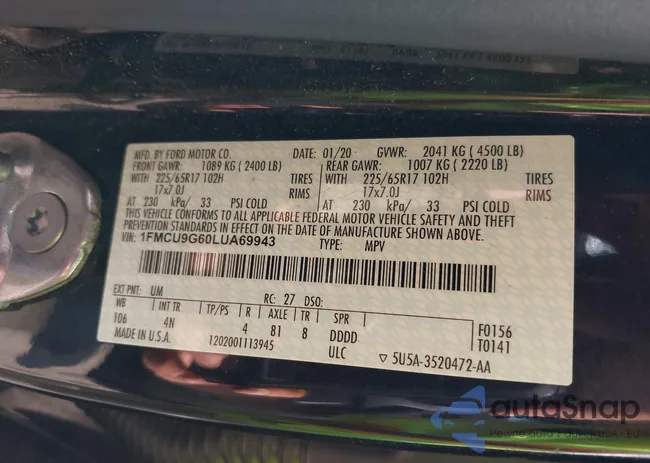 MFD. BY FORD MOTOR CO.
DATE: 01/20 GVWR: 2041 KG ( 4500 LB)
FRONT GAWR: 1089 KG ( 2400 LB) REAR GAWR: 1007 KG ( 2220 LB)
WITH 225/65R17 102H TIRES WITH 225/65R17 102H TIRES
17x7.0J RIMS 17x7.0J RIMS
AT 230 kPa/ 33 PSI COLD AT 230 kPa/ 33 PSI COLD
THIS VEHICLE CONFORMS TO ALL APPLICABLE FEDERAL MOTOR VEHICLE SAFETY AND THEFT
PREVENTION STANDARDS IN EFFECT ON THE DATE OF MANUFACTURE SHOWN ABOVE.
VIN: 1FMCU9G60LUA69943 TYPE: MPV
EXT PNT: UM RC: 27 DSO:
WB INT TR TP/PS R AXLE TR SPR
106 4N 4 81 8 DDDD F0156
MADE IN U.S.A. 1202001113945 ULC T0141
5U5A-3520472-AA
autoSnap